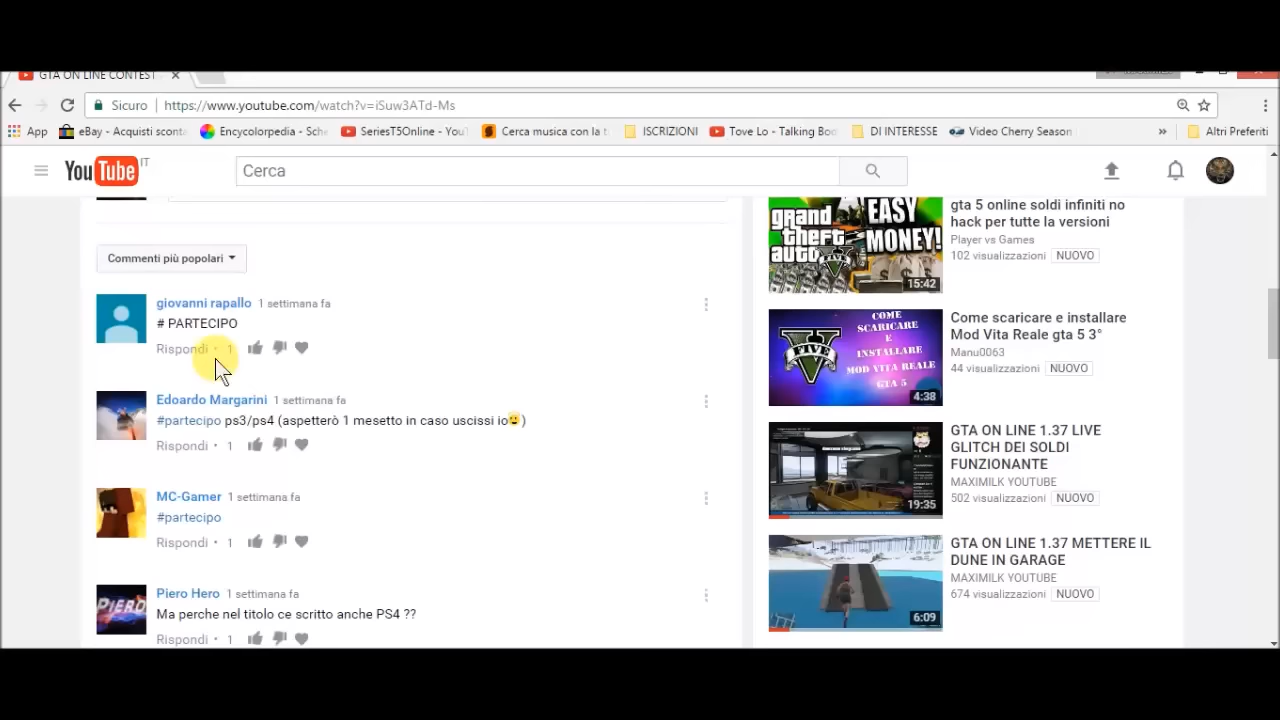 GTA ON LINE CONTEST
Sicuro
https://www.youtube.com/watch?v=iSuw3ATd-Ms
App
eBay - Acquisti sconta
Encycolorpedia - Sche
SeriesT5Online - You
Cerca musica con la t
ISCRIZIONI
Tove Lo - Talking Boo
DI INTERESSE
Video Cherry Season
»
Altri Preferiti
YouTube IT
Cerca
Commenti più popolari
giovanni rapallo 1 settimana fa
# PARTECIPO
Rispondi • 1
Edoardo Margarini 1 settimana fa
#partecipo ps3/ps4 (aspetterò 1 mesetto in caso uscissi io😀)
Rispondi • 1
MC-Gamer 1 settimana fa
#partecipo
Rispondi • 1
Piero Hero 1 settimana fa
Ma perche nel titolo ce scritto anche PS4 ??
Rispondi • 1
grand theft auto V
EASY MONEY!
15:42
gta 5 online soldi infiniti no
hack per tutte la versioni
Player vs Games
102 visualizzazioni NUOVO
FIVE
COME
SCARICARE
E
INSTALLARE
MOD VITA REALE
GTA 5
4:38
Come scaricare e installare
Mod Vita Reale gta 5 3°
Manu0063
44 visualizzazioni NUOVO
19:35
GTA ON LINE 1.37 LIVE
GLITCH DEI SOLDI
FUNZIONANTE
MAXIMILK YOUTUBE
502 visualizzazioni NUOVO
6:09
GTA ON LINE 1.37 METTERE IL
DUNE IN GARAGE
MAXIMILK YOUTUBE
674 visualizzazioni NUOVO
PIERO